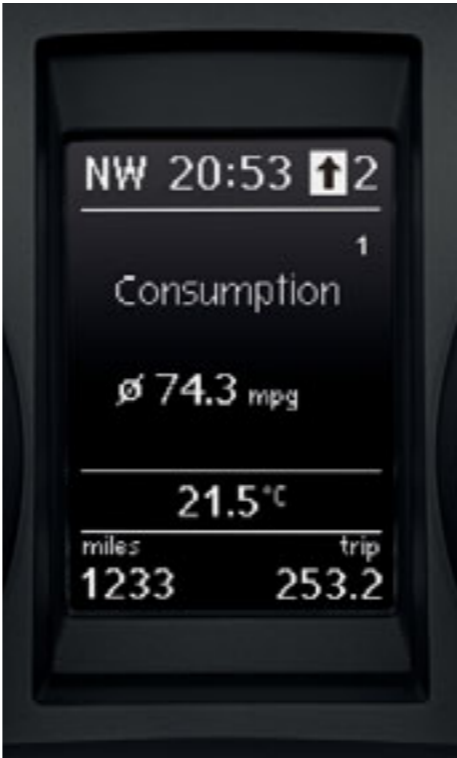 NW 20:53 ↑ 2
1
Consumption
ø 74.3 mpg
21.5 °C
miles trip
1233 253.2